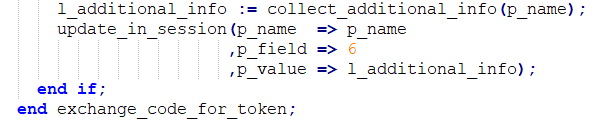 l_additional_info := collect_additional_info(p_name);
update_in_session(p_name  => p_name
                 ,p_field => 6
                 ,p_value => l_additional_info);
end if;
end exchange_code_for_token;